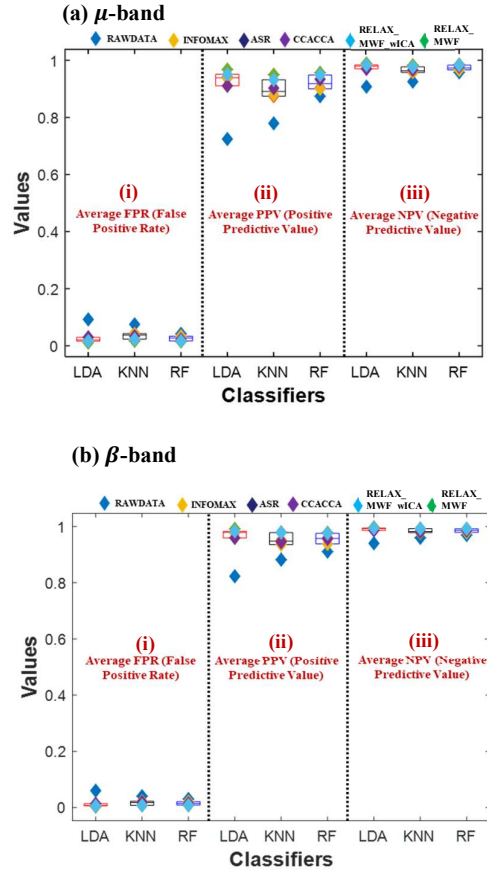 (a) μ-band
RAWDATA INFOMAX ASR CCACCA RELAX_ MWF_wICA RELAX_ MWF
1
0.8
0.6
0.4
0.2
0
Values
(i)
Average FPR (False
Positive Rate)
(ii)
Average PPV (Positive
Predictive Value)
(iii)
Average NPV (Negative
Predictive Value)
LDA KNN RF LDA KNN RF LDA KNN RF
Classifiers
(b) β-band
RAWDATA INFOMAX ASR CCACCA RELAX_ MWF_wICA RELAX_ MWF
1
0.8
0.6
0.4
0.2
0
Values
(i)
Average FPR (False
Positive Rate)
(ii)
Average PPV (Positive
Predictive Value)
(iii)
Average NPV (Negative
Predictive Value)
LDA KNN RF LDA KNN RF LDA KNN RF
Classifiers